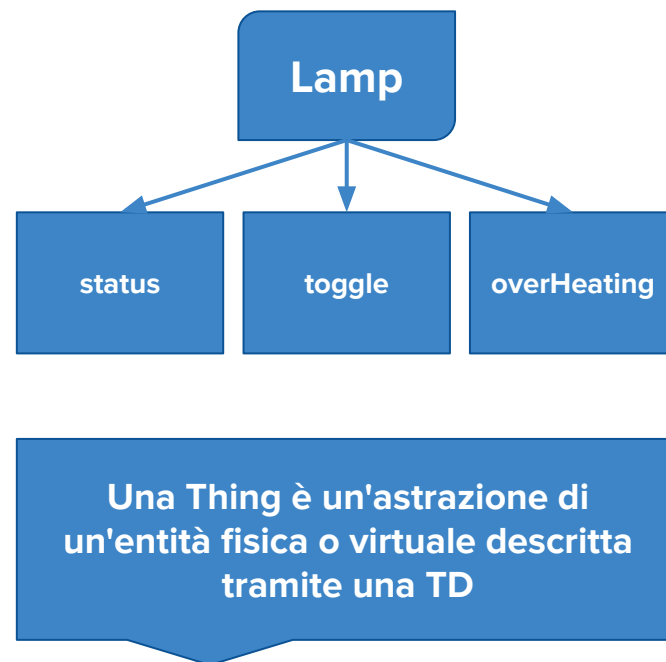 Lamp
status
toggle
overHeating
Una Thing è un'astrazione di
un'entità fisica o virtuale descritta
tramite una TD